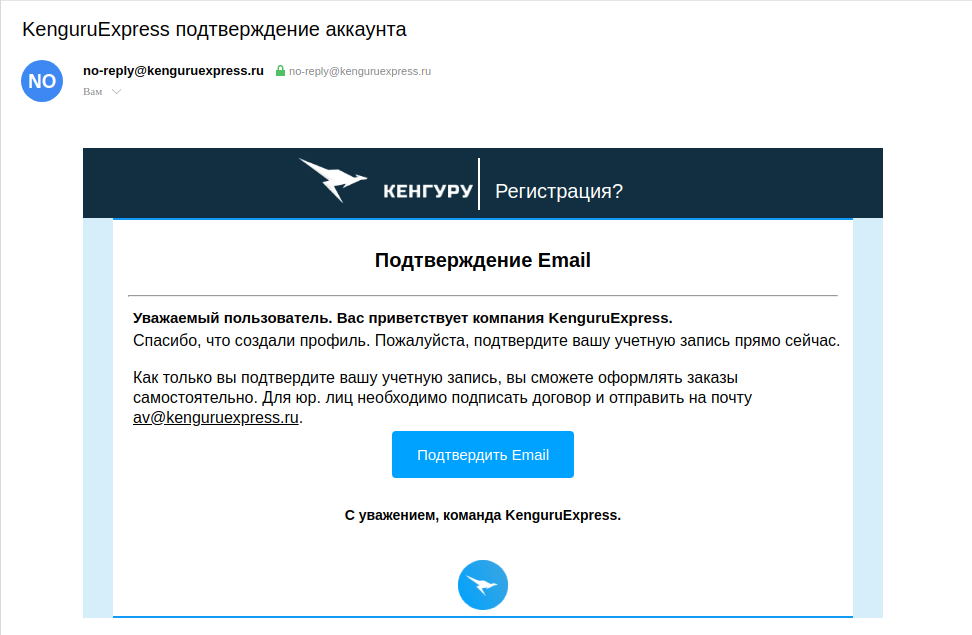 KenguruExpress подтверждение аккаунта
NO
no-reply@kenguruexpress.ru no-reply@kenguruexpress.ru
Вам
КЕНГУРУ Регистрация?
Подтверждение Email
Уважаемый пользователь. Вас приветствует компания KenguruExpress.
Спасибо, что создали профиль. Пожалуйста, подтвердите вашу учетную запись прямо сейчас.
Как только вы подтвердите вашу учетную запись, вы сможете оформлять заказы
самостоятельно. Для юр. лиц необходимо подписать договор и отправить на почту
av@kenguruexpress.ru.
Подтвердить Email
С уважением, команда KenguruExpress.